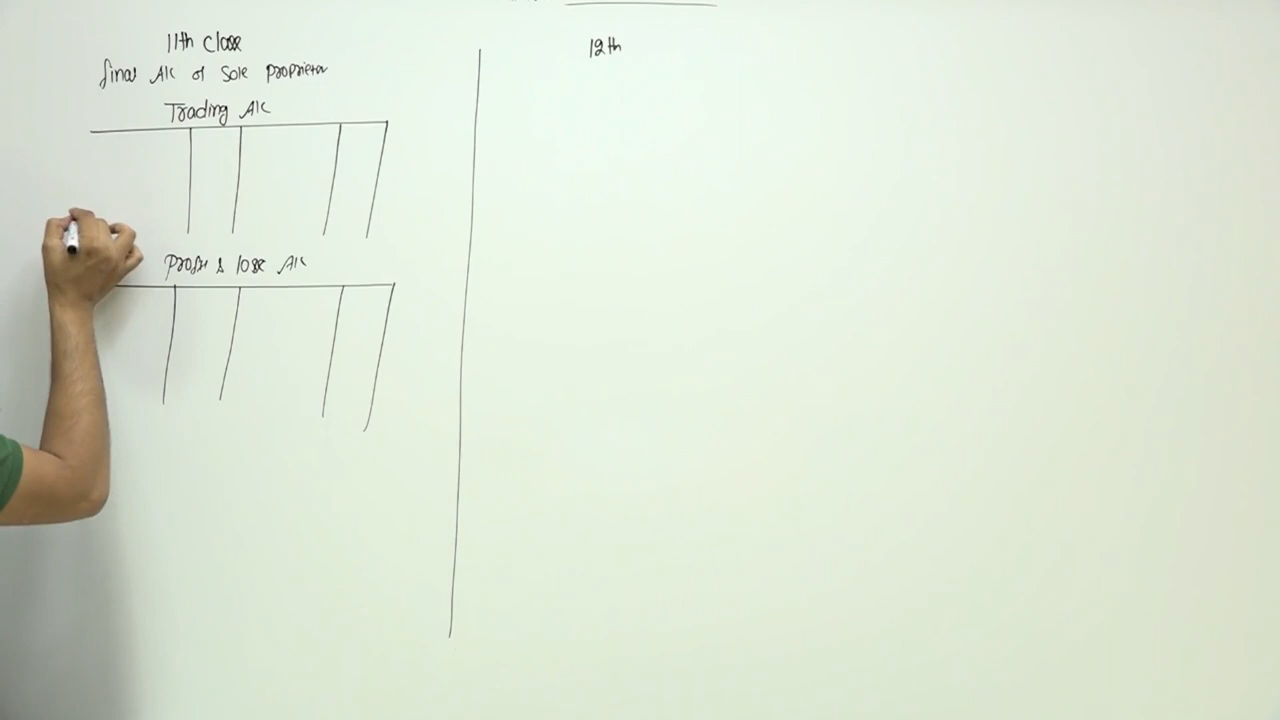 11th Class
final A/C of Sole proprietor
Trading A/C
Profit & loss A/C
12th